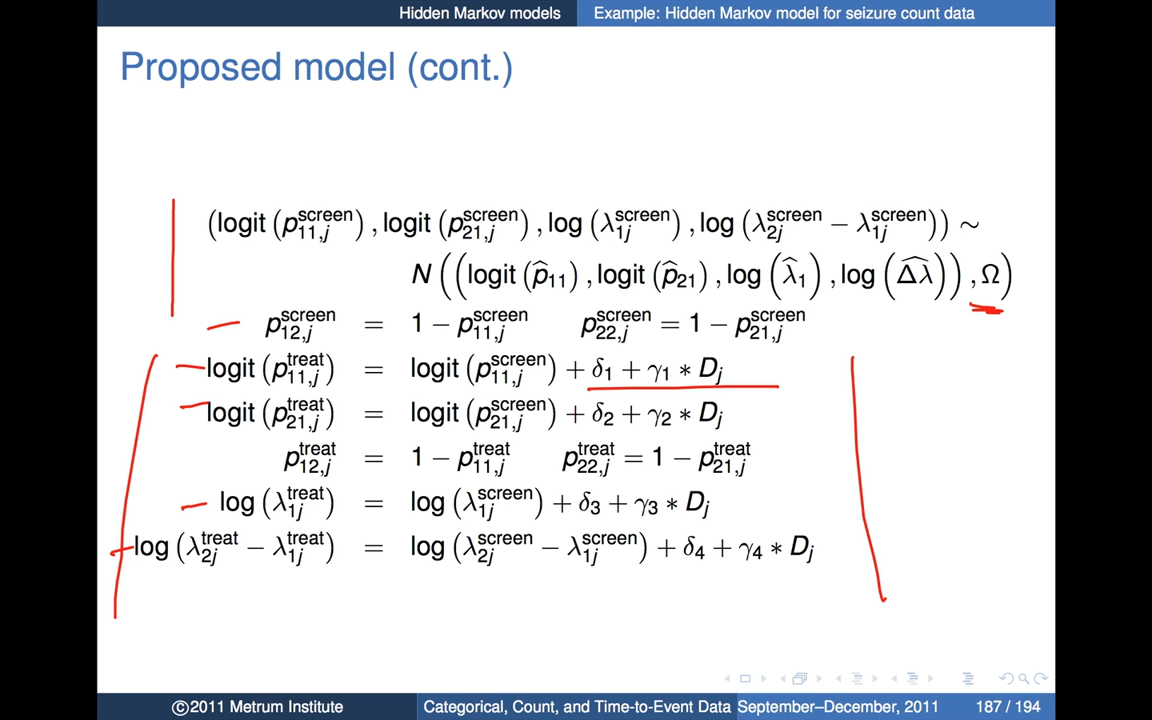 Hidden Markov models Example: Hidden Markov model for seizure count data
Proposed model (cont.)
(logit (p₁₁,ⱼ^screen) , logit (p₂₁,ⱼ^screen) , log (λ₁ⱼ^screen) , log (λ₂ⱼ^screen − λ₁ⱼ^screen)) ∼
N ((logit (p̂₁₁) , logit (p̂₂₁) , log (λ̂₁) , log (Δλ̂)) , Ω)
p₁₂,ⱼ^screen = 1 − p₁₁,ⱼ^screen p₂₂,ⱼ^screen = 1 − p₂₁,ⱼ^screen
logit (p₁₁,ⱼ^treat) = logit (p₁₁,ⱼ^screen) + δ₁ + γ₁ * Dⱼ
logit (p₂₁,ⱼ^treat) = logit (p₂₁,ⱼ^screen) + δ₂ + γ₂ * Dⱼ
p₁₂,ⱼ^treat = 1 − p₁₁,ⱼ^treat p₂₂,ⱼ^treat = 1 − p₂₁,ⱼ^treat
log (λ₁ⱼ^treat) = log (λ₁ⱼ^screen) + δ₃ + γ₃ * Dⱼ
log (λ₂ⱼ^treat − λ₁ⱼ^treat) = log (λ₂ⱼ^screen − λ₁ⱼ^screen) + δ₄ + γ₄ * Dⱼ
©2011 Metrum Institute Categorical, Count, and Time-to-Event Data September–December, 2011 187 / 194